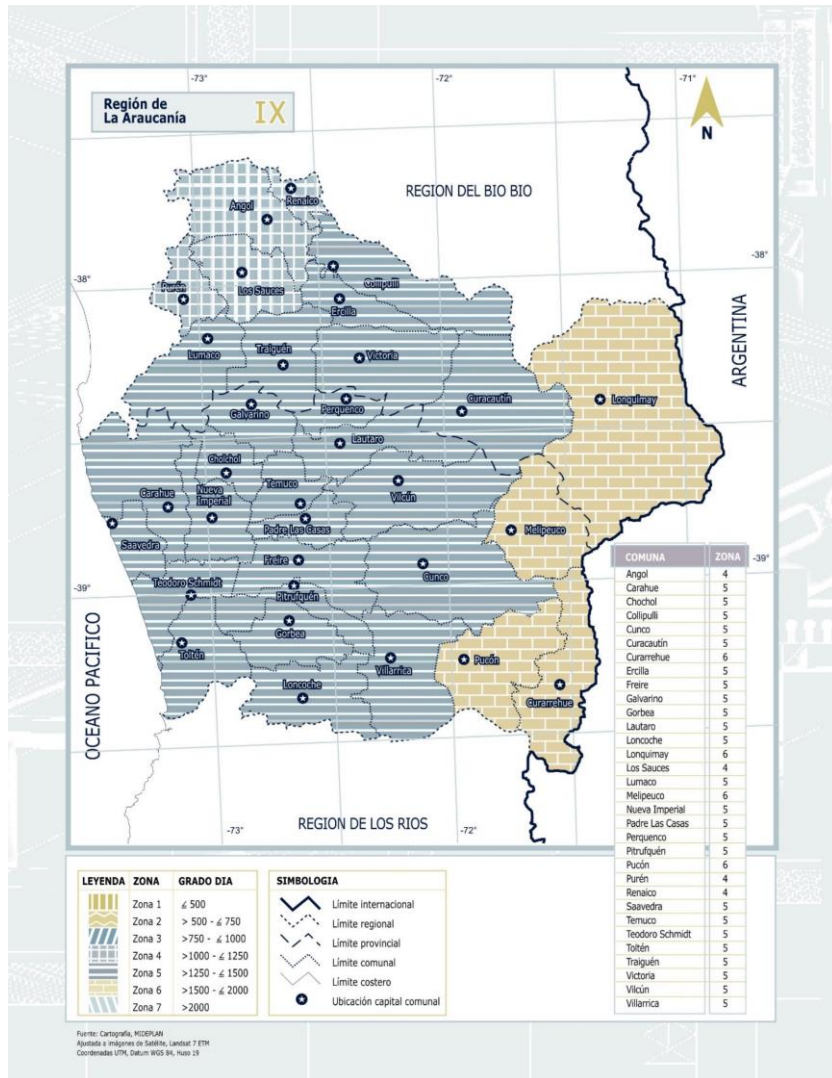 -73°
-72°
-71°
Región de
La Araucanía
IX
N
REGION DEL BIO BIO
Renaico
Angol
-38°
-38°
Collipulli
Purén
Los Sauces
Ercilla
ARGENTINA
Lumaco
Traiguén
Victoria
Lonquimay
Galvarino
Perquenco
Curacautín
Lautaro
Cholchol
Carahue
Nueva
Imperial
Temuco
Vilcún
Padre Las Casas
Melipeuco
Saavedra
Freire
Cunco
-39°
-39°
Teodoro Schmidt
Pitrufquén
Gorbea
Toltén
Villarrica
Pucón
Loncoche
Curarrehue
OCEANO PACIFICO
REGION DE LOS RIOS
-73°
-72°
COMUNA ZONA
Angol 4
Carahue 5
Chochol 5
Collipulli 5
Cunco 5
Curacautín 5
Curarrehue 6
Ercilla 5
Freire 5
Galvarino 5
Gorbea 5
Lautaro 5
Loncoche 5
Lonquimay 6
Los Sauces 4
Lumaco 5
Melipeuco 6
Nueva Imperial 5
Padre Las Casas 5
Perquenco 5
Pitrufquén 5
Pucón 6
Purén 4
Renaico 4
Saavedra 5
Temuco 5
Teodoro Schmidt 5
Toltén 5
Traiguén 5
Victoria 5
Vilcún 5
Villarrica 5
LEYENDA ZONA GRADO DIA
Zona 1 ≤ 500
Zona 2 > 500 - ≤ 750
Zona 3 >750 - ≤ 1000
Zona 4 >1000 - ≤ 1250
Zona 5 >1250 - ≤ 1500
Zona 6 >1500 - ≤ 2000
Zona 7 >2000
SIMBOLOGIA
Límite internacional
Límite regional
Límite provincial
Límite comunal
Límite costero
Ubicación capital comunal
Fuente: Cartografía, MIDEPLAN
Ajustada a imágenes de Satélite, Landsat 7 ETM
Coordenadas UTM, Datum WGS 84, Huso 19